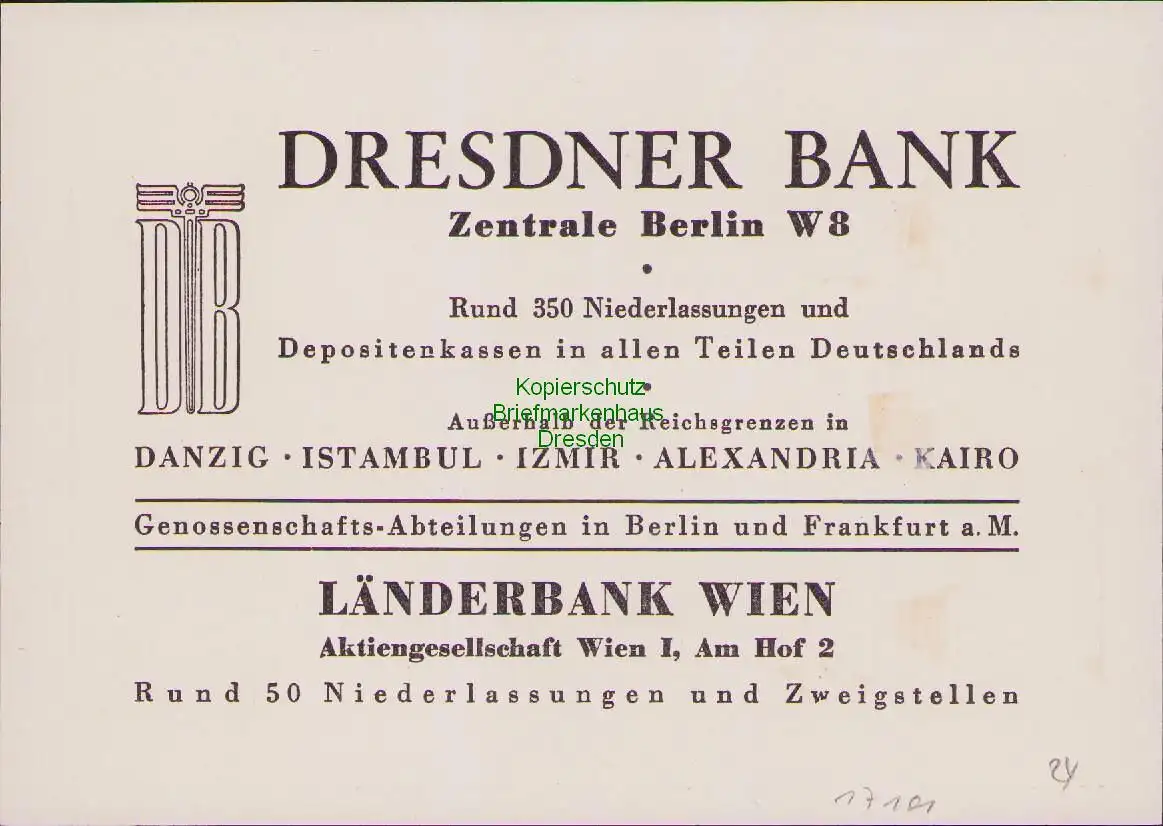 DRESDNER BANK
Zentrale Berlin W8
•
Rund 350 Niederlassungen und
Depositenkassen in allen Teilen Deutschlands
•
Außerhalb der Reichsgrenzen in
DANZIG · ISTAMBUL · IZMIR · ALEXANDRIA · KAIRO
Genossenschafts-Abteilungen in Berlin und Frankfurt a. M.
LÄNDERBANK WIEN
Aktiengesellschaft Wien I, Am Hof 2
Rund 50 Niederlassungen und Zweigstellen
DB
Kopierschutz
Briefmarkenhaus
Dresden
24